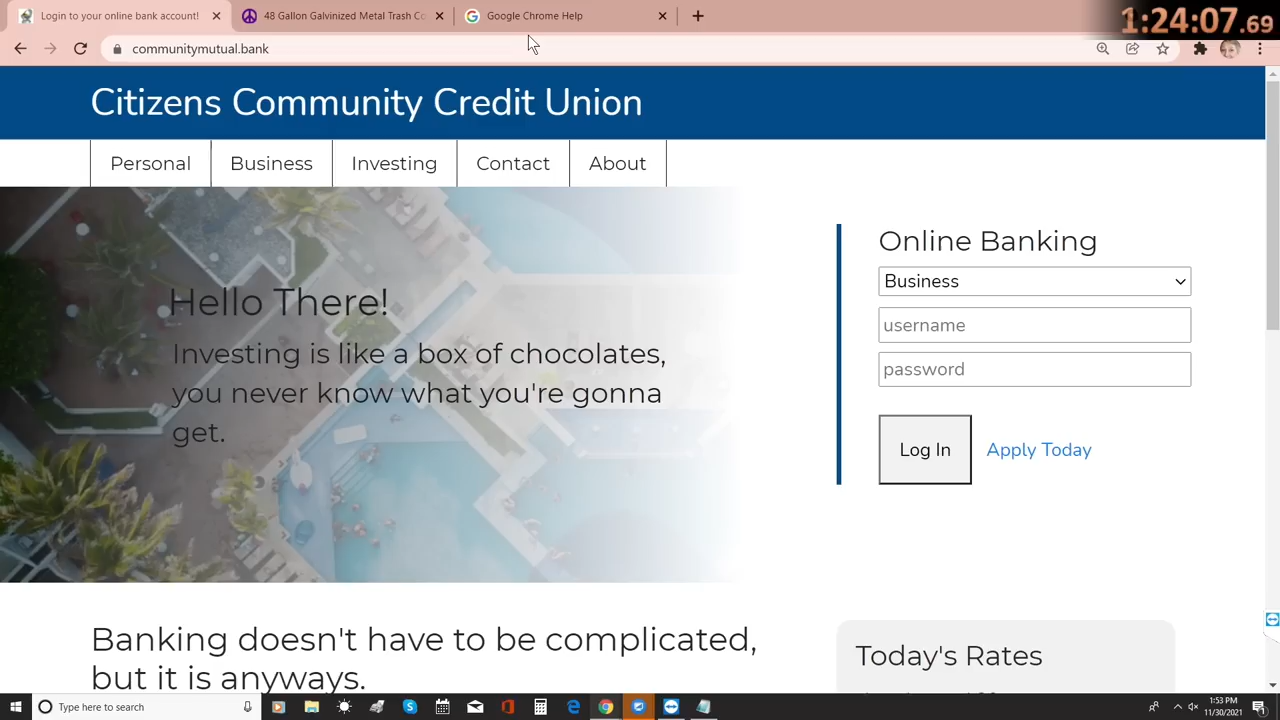 Login to your online bank account!
48 Gallon Galvinized Metal Trash Co
Google Chrome Help
1:24:07.69
communitymutual.bank
Citizens Community Credit Union
Personal
Business
Investing
Contact
About
Hello There!
Investing is like a box of chocolates,
you never know what you're gonna
get.
Online Banking
Business
username
password
Log In
Apply Today
Banking doesn't have to be complicated,
but it is anyways.
Today's Rates
Type here to search
1:53 PM
11/30/2021